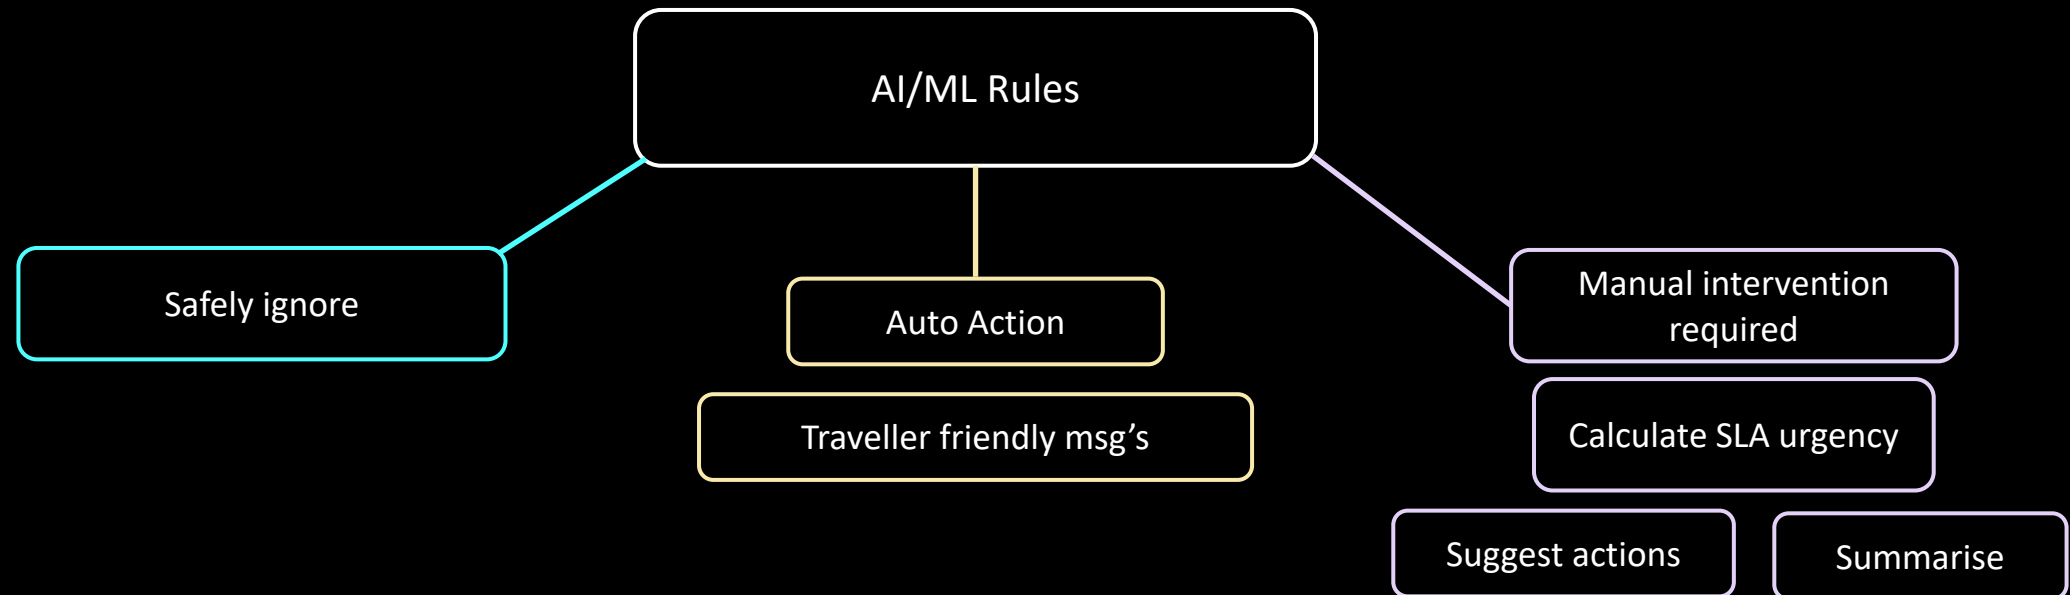 AI/ML Rules
Safely ignore
Auto Action
Traveller friendly msg's
Manual intervention
required
Calculate SLA urgency
Suggest actions
Summarise